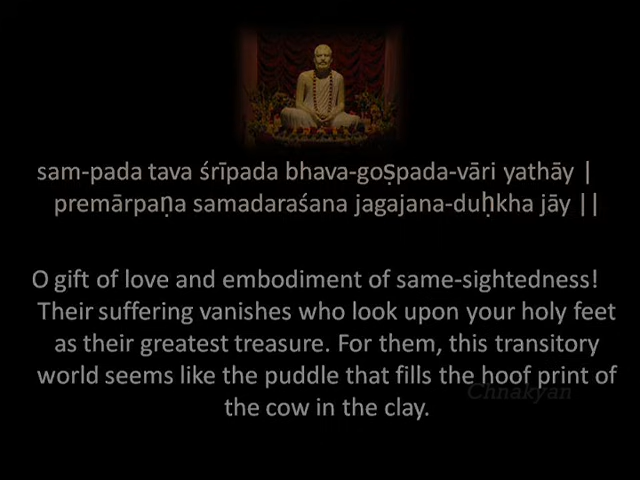 sam-pada tava śrīpada bhava-goṣpada-vāri yathāy |
premārpaṇa samadaraśana jagajana-duḥkha jāy ||
O gift of love and embodiment of same-sightedness!
Their suffering vanishes who look upon your holy feet
as their greatest treasure. For them, this transitory
world seems like the puddle that fills the hoof print of
the cow in the clay.
Chnakyan